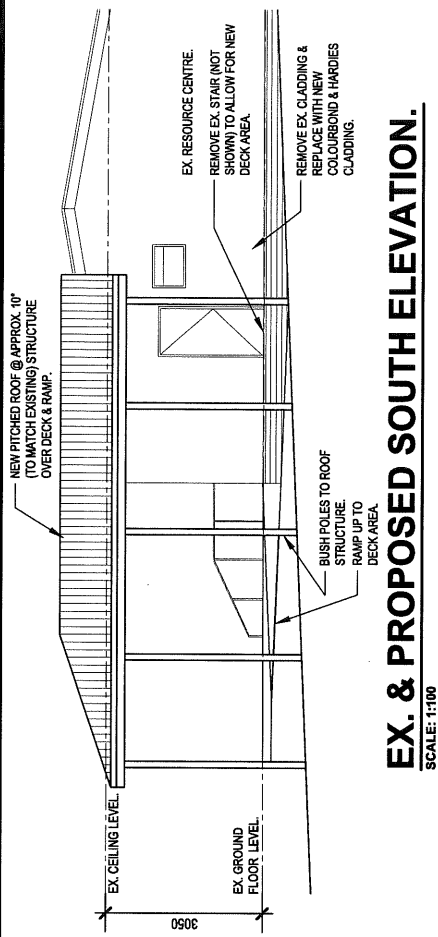 NEW PITCHED ROOF @ APPROX. 10°
(TO MATCH EXISTING) STRUCTURE
OVER DECK & RAMP.
EX. CEILING LEVEL.
3050
EX. GROUND
FLOOR LEVEL.
EX. RESOURCE CENTRE.
REMOVE EX. STAIR (NOT
SHOWN) TO ALLOW FOR NEW
DECK AREA.
REMOVE EX. CLADDING &
REPLACE WITH NEW
COLOURBOND & HARDIES
CLADDING.
BUSH POLES TO ROOF
STRUCTURE.
RAMP UP TO
DECK AREA.
EX. & PROPOSED SOUTH ELEVATION.
SCALE: 1:100